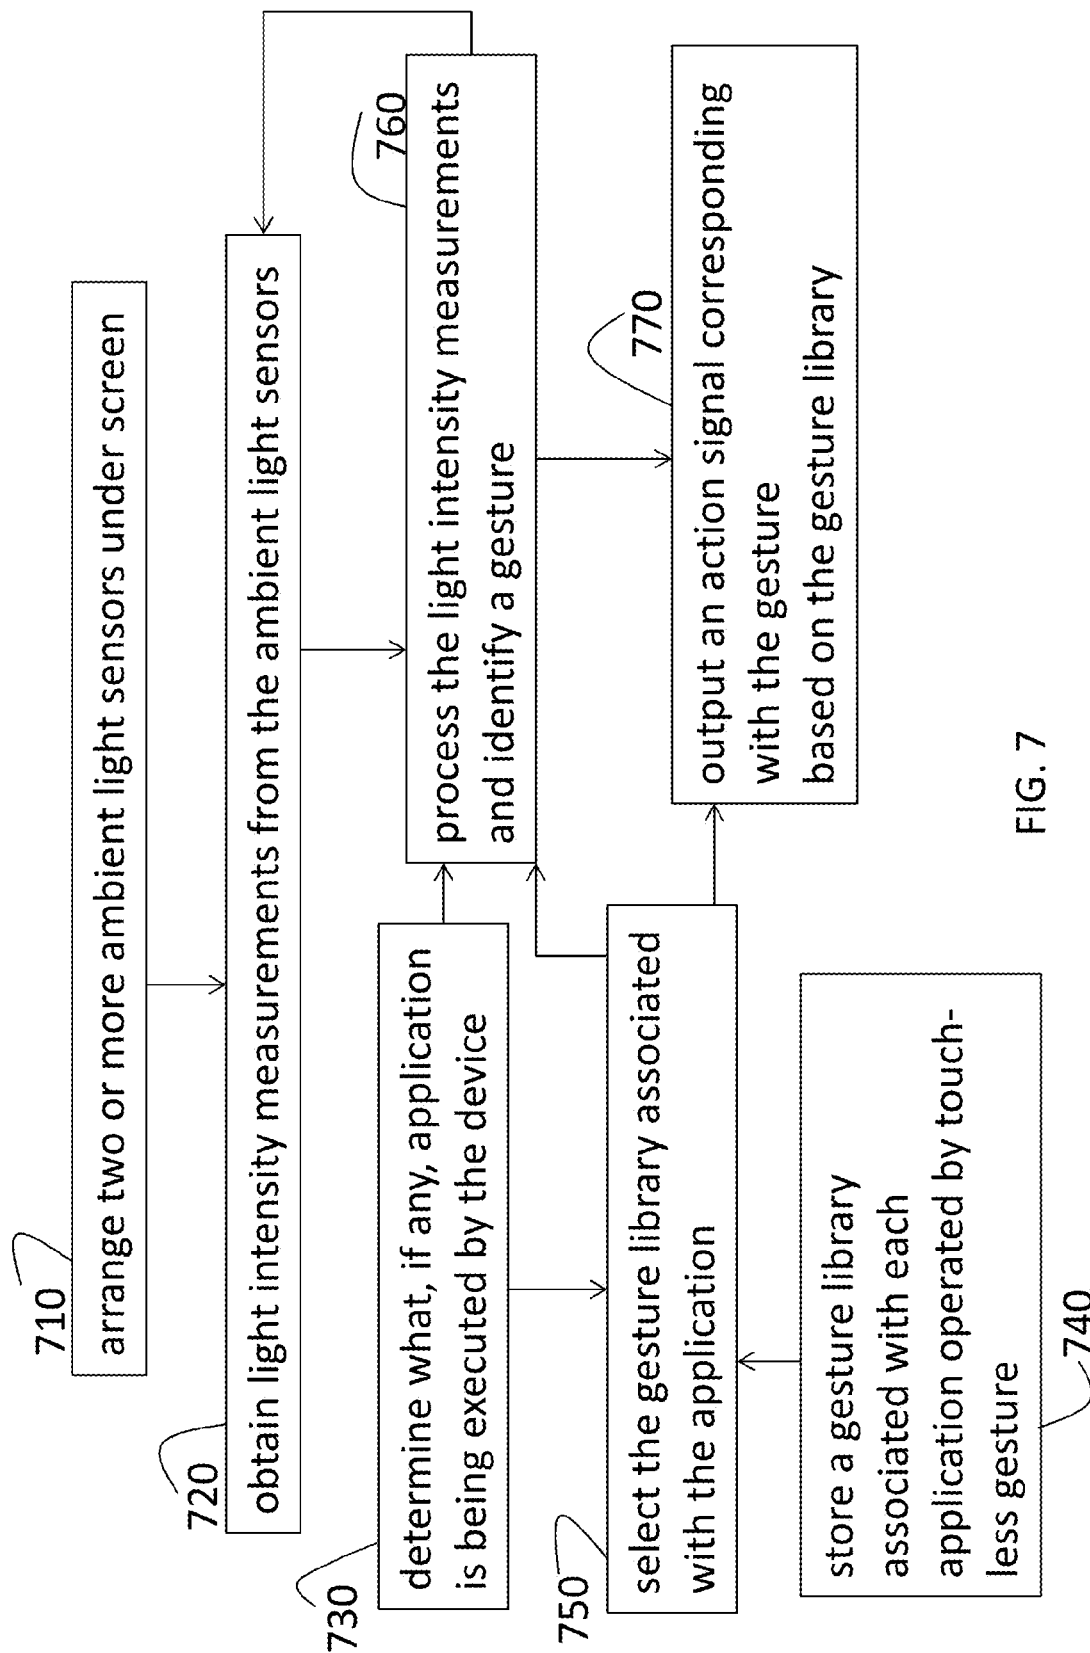 710
arrange two or more ambient light sensors under screen
720
obtain light intensity measurements from the ambient light sensors
730
determine what, if any, application
is being executed by the device
760
process the light intensity measurements
and identify a gesture
750
select the gesture library associated
with the application
770
output an action signal corresponding
with the gesture
based on the gesture library
store a gesture library
associated with each
application operated by touch-
less gesture
740
FIG. 7